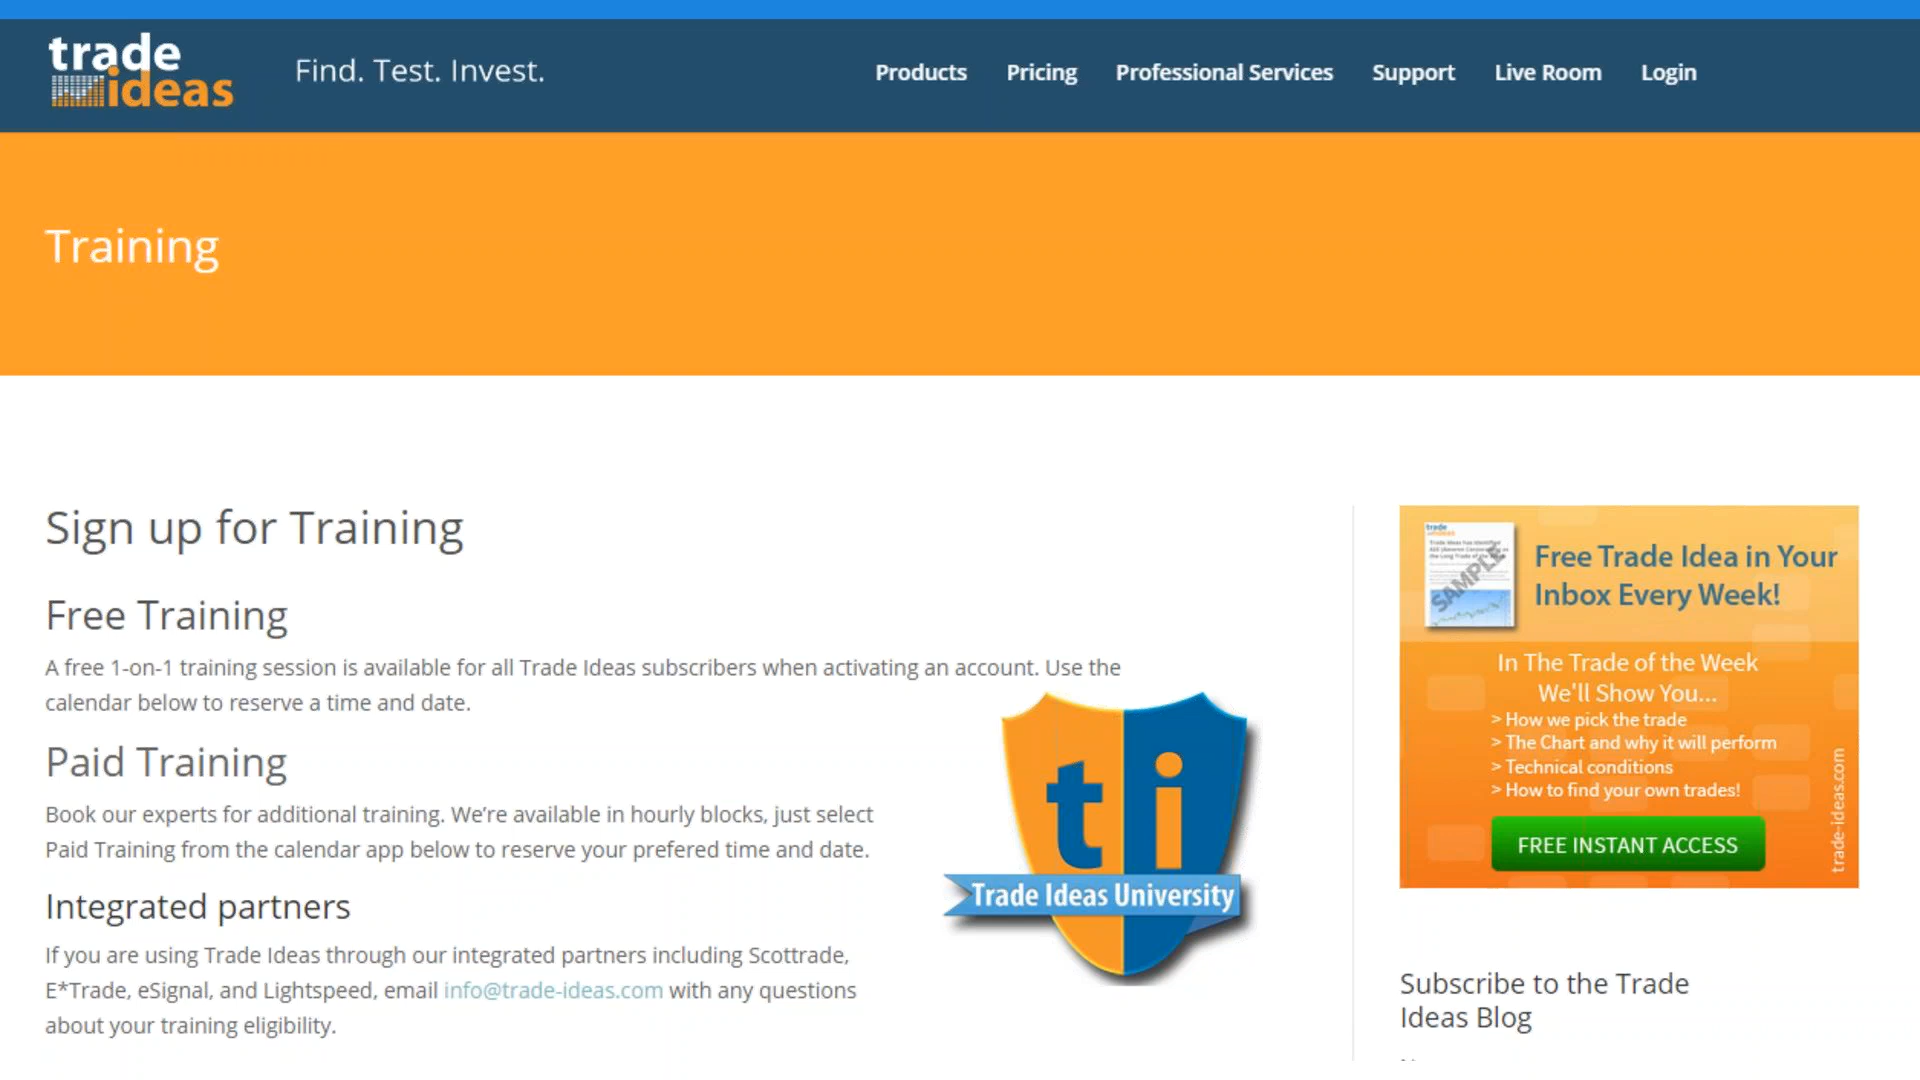 trade
ideas
Find. Test. Invest.
Products
Pricing
Professional Services
Support
Live Room
Login
Training
Sign up for Training
Free Training
A free 1-on-1 training session is available for all Trade Ideas subscribers when activating an account. Use the
calendar below to reserve a time and date.
Paid Training
Book our experts for additional training. We’re available in hourly blocks, just select
Paid Training from the calendar app below to reserve your prefered time and date.
Integrated partners
If you are using Trade Ideas through our integrated partners including Scottrade,
E*Trade, eSignal, and Lightspeed, email info@trade-ideas.com with any questions
about your training eligibility.
ti
Trade Ideas University
trade
ideas
SAMPLE
Free Trade Idea in Your
Inbox Every Week!
In The Trade of the Week
We'll Show You...
> How we pick the trade
> The Chart and why it will perform
> Technical conditions
> How to find your own trades!
FREE INSTANT ACCESS
trade-ideas.com
Subscribe to the Trade
Ideas Blog